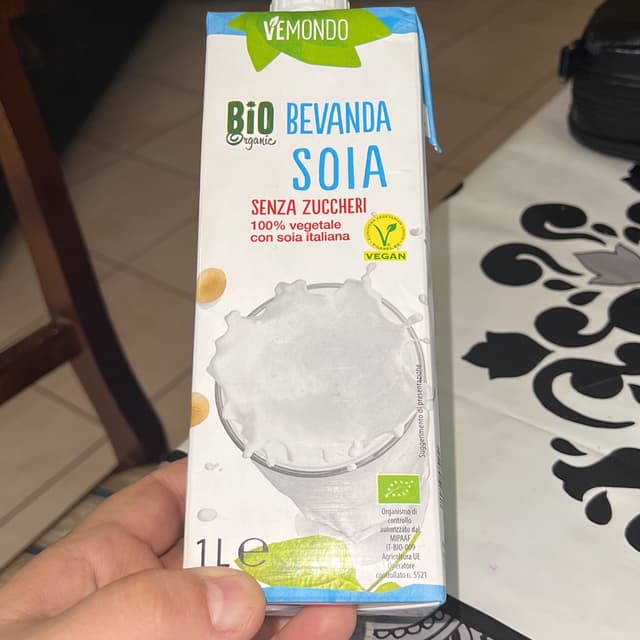 VEMONDO
BiO
Organic
BEVANDA
SOIA
SENZA ZUCCHERI
100% vegetale
con soia italiana
VEGAN
Suggerimento di presentazione
Organismo di
controllo
autorizzato dal
MIPAAF
IT-BIO-009
Agricoltura UE
Operatore
controllato n. 5521
1L e